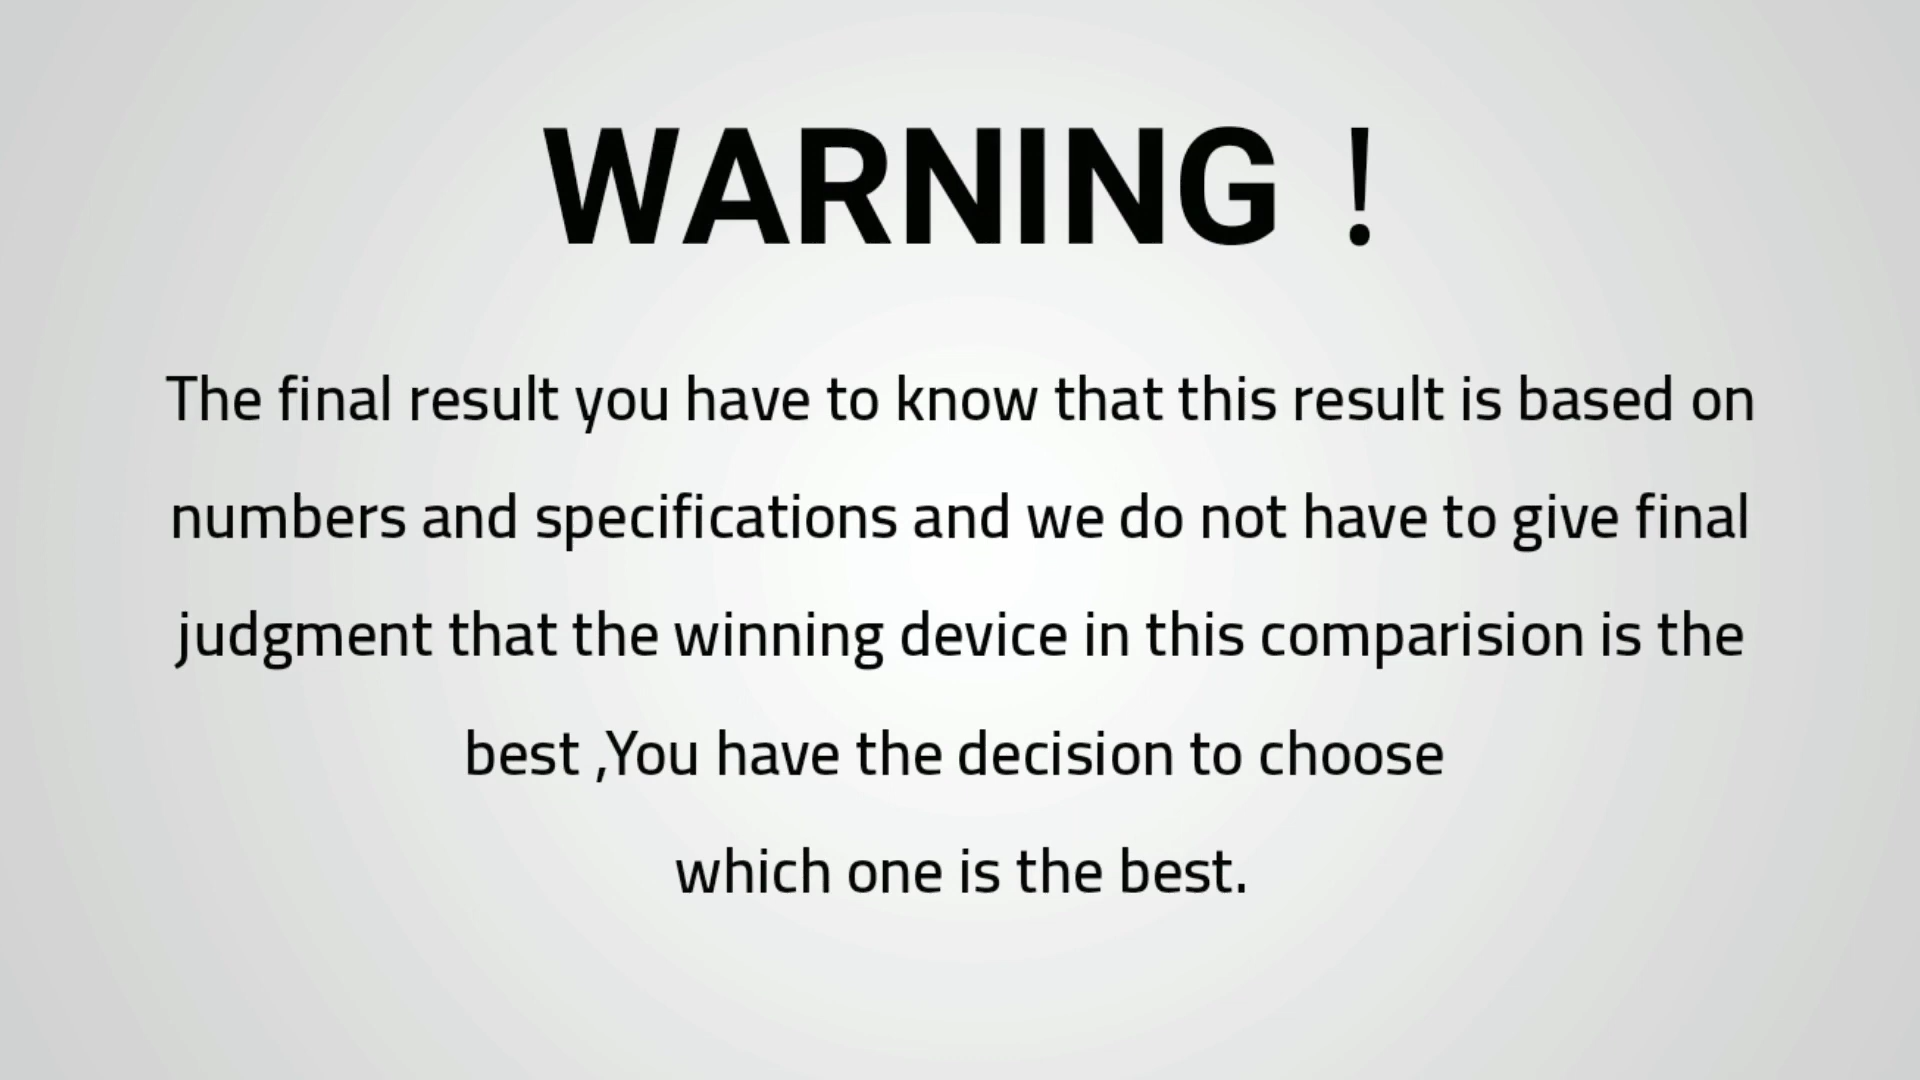 WARNING !
The final result you have to know that this result is based on
numbers and specifications and we do not have to give final
judgment that the winning device in this comparision is the
best ,You have the decision to choose
which one is the best.